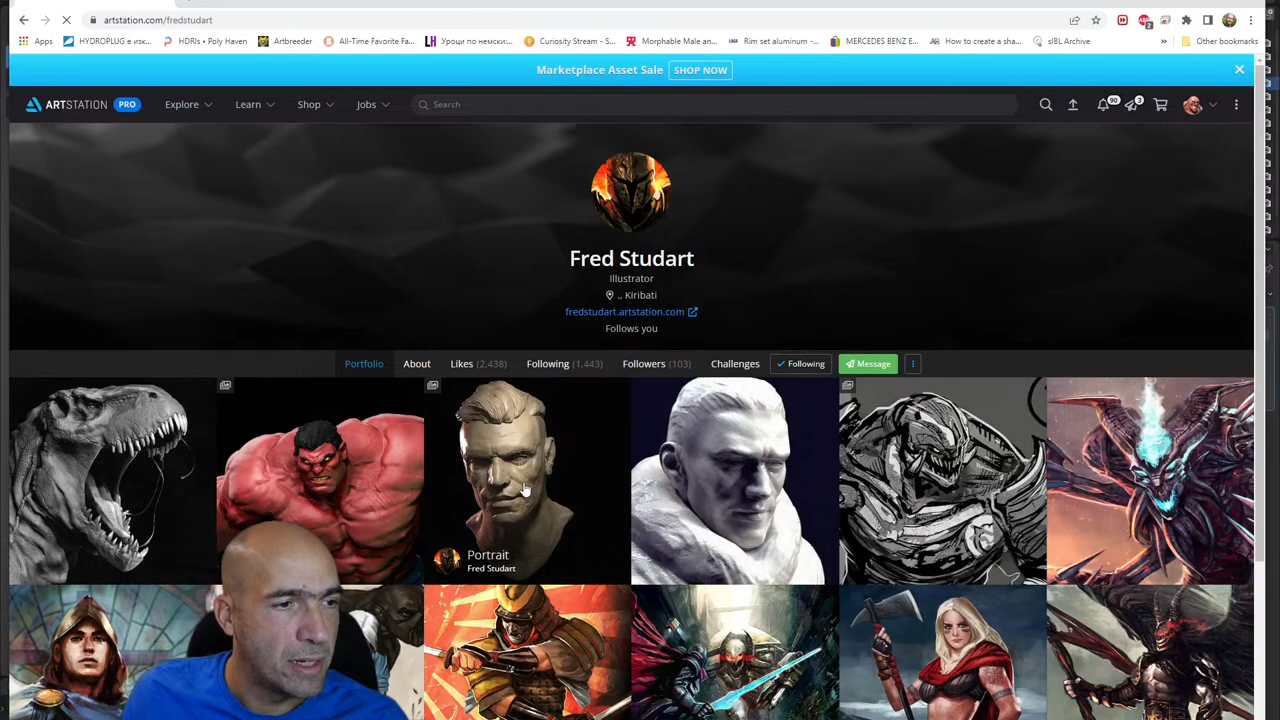 artstation.com/fredstudart
Apps HYDROPLUG e изк... HDRIs • Poly Haven Artbreeder All-Time Favorite Fa... Уроци по немски:... Curiosity Stream - S... Morphable Male an... Rim set aluminum -... MERCEDES BENZ E... How to create a sha... sIBL Archive » Other bookmarks
Marketplace Asset Sale SHOP NOW
ARTSTATION PRO Explore Learn Shop Jobs Search 90 3
Fred Studart
Illustrator
., Kiribati
fredstudart.artstation.com
Follows you
Portfolio About Likes (2,438) Following (1,443) Followers (103) Challenges Following Message
Portrait
Fred Studart